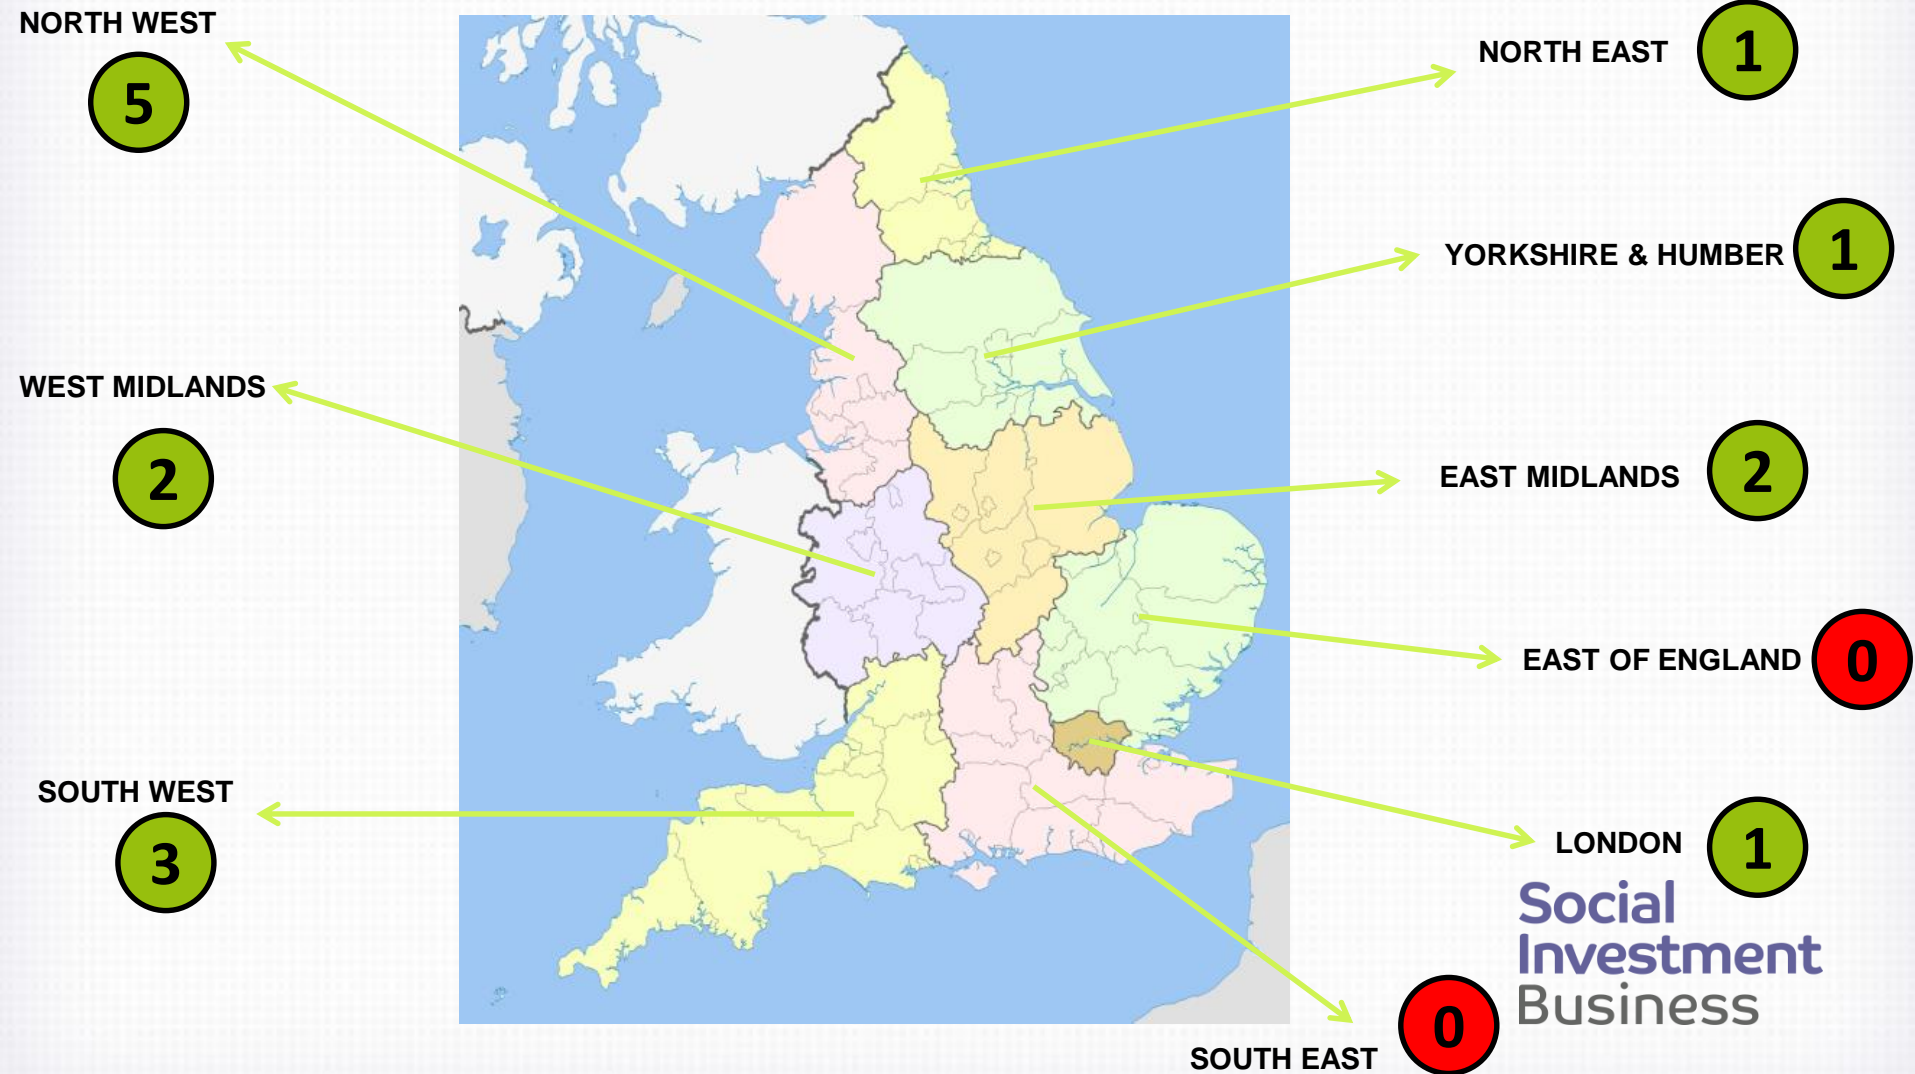 NORTH WEST
5
NORTH EAST
1
YORKSHIRE & HUMBER
1
WEST MIDLANDS
2
EAST MIDLANDS
2
EAST OF ENGLAND
0
SOUTH WEST
3
LONDON
1
Social
Investment
Business
SOUTH EAST
0